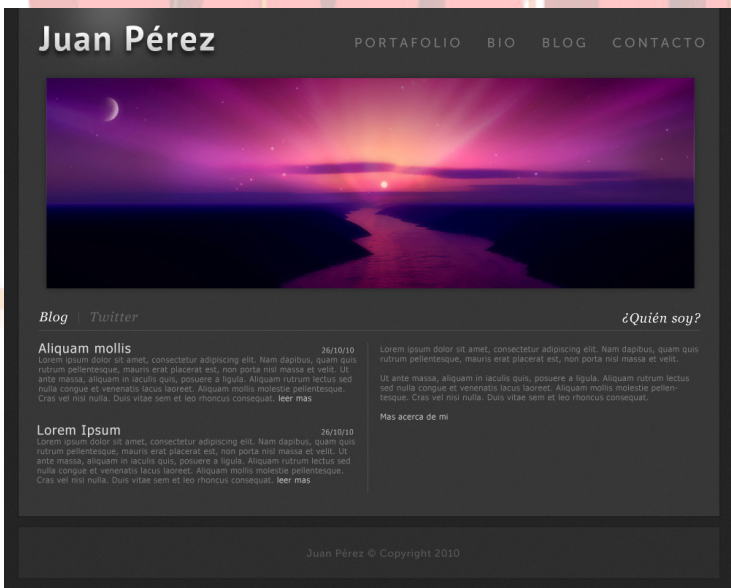 Juan Pérez
PORTAFOLIO BIO BLOG CONTACTO
Blog | Twitter
¿Quién soy?
Aliquam mollis 26/10/10
Lorem ipsum dolor sit amet, consectetur adipiscing elit. Nam dapibus, quam quis
rutrum pellentesque, mauris erat placerat est, non porta nisl massa et velit. Ut
ante massa, aliquam in iaculis quis, posuere a ligula. Aliquam rutrum lectus sed
nulla congue et venenatis lacus laoreet. Aliquam mollis molestie pellentesque.
Cras vel nisi nulla. Duis vitae sem et leo rhoncus consequat. leer mas
Lorem Ipsum 26/10/10
Lorem ipsum dolor sit amet, consectetur adipiscing elit. Nam dapibus, quam quis
rutrum pellentesque, mauris erat placerat est, non porta nisl massa et velit. Ut
ante massa, aliquam in iaculis quis, posuere a ligula. Aliquam rutrum lectus sed
nulla congue et venenatis lacus laoreet. Aliquam mollis molestie pellentesque.
Cras vel nisi nulla. Duis vitae sem et leo rhoncus consequat. leer mas
Lorem ipsum dolor sit amet, consectetur adipiscing elit. Nam dapibus, quam quis
rutrum pellentesque, mauris erat placerat est, non porta nisl massa et velit.
Ut ante massa, aliquam in iaculis quis, posuere a ligula. Aliquam rutrum lectus
sed nulla congue et venenatis lacus laoreet. Aliquam mollis molestie pellen-
tesque. Cras vel nisi nulla. Duis vitae sem et leo rhoncus consequat.
Mas acerca de mi
Juan Pérez © Copyright 2010